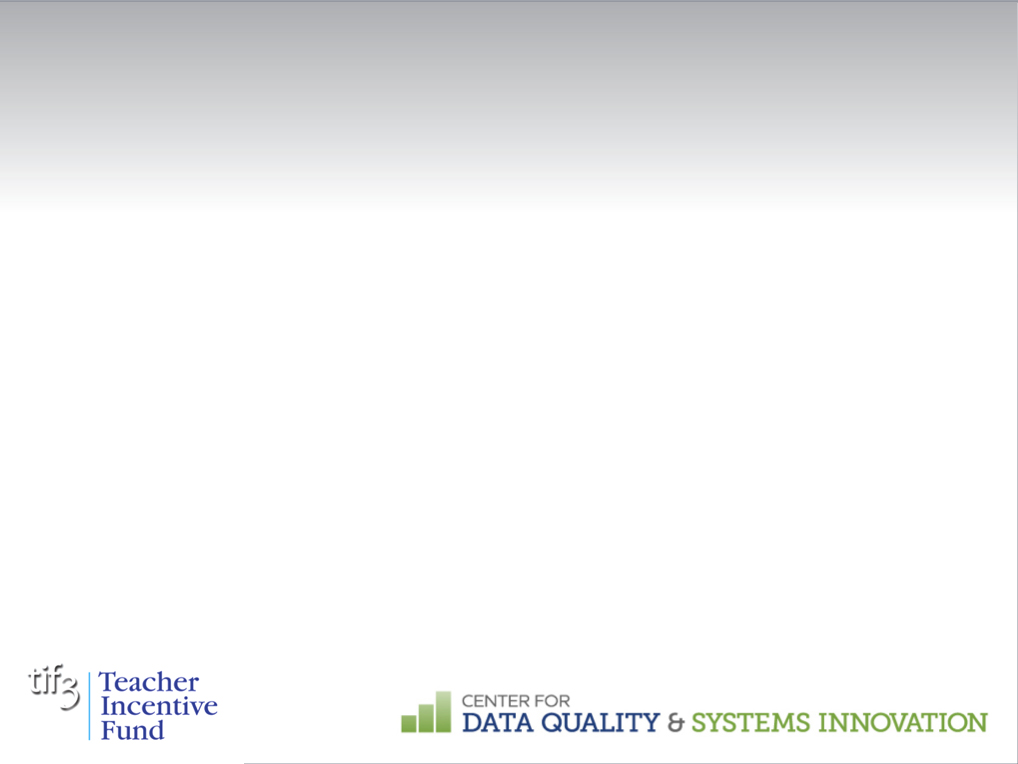 tif3
Teacher
Incentive
Fund
CENTER FOR
DATA QUALITY & SYSTEMS INNOVATION